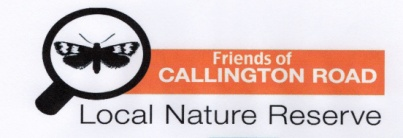 Friends of
CALLINGTON ROAD
Local Nature Reserve